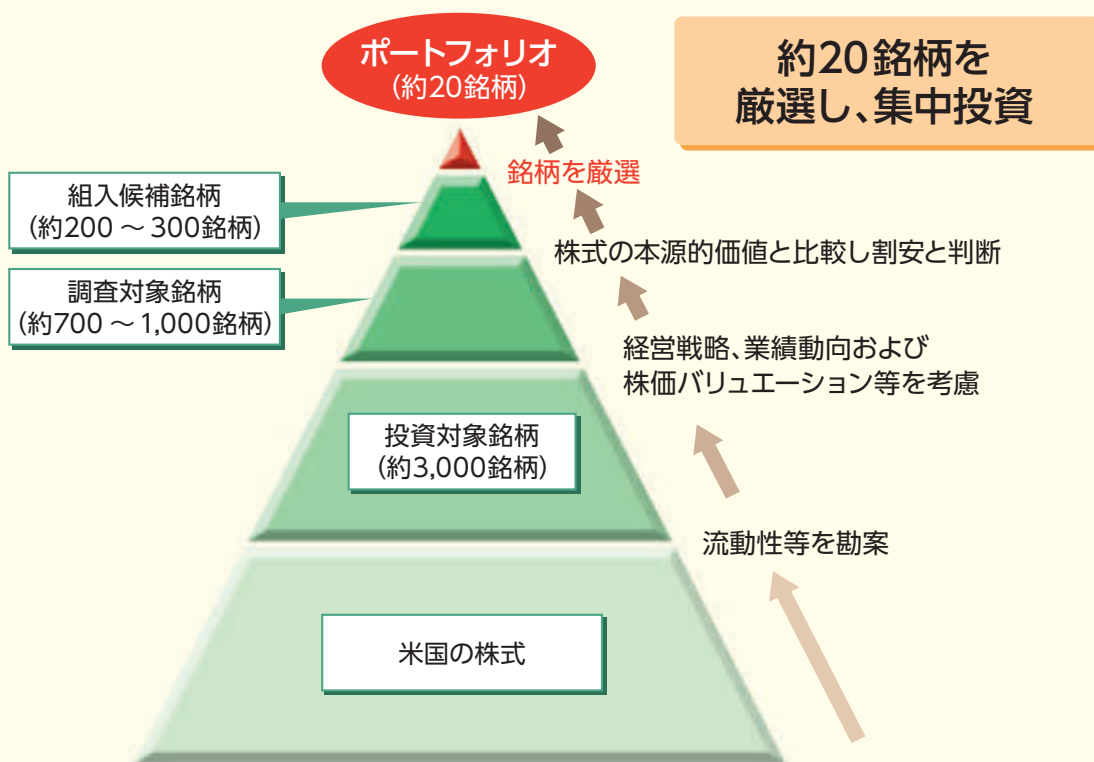 ポートフォリオ
(約20銘柄)
約20銘柄を
厳選し、集中投資
銘柄を厳選
組入候補銘柄
(約200 ～ 300銘柄)
株式の本源的価値と比較し割安と判断
調査対象銘柄
(約700 ～ 1,000銘柄)
経営戦略、業績動向および
株価バリュエーション等を考慮
投資対象銘柄
(約3,000銘柄)
流動性等を勘案
米国の株式